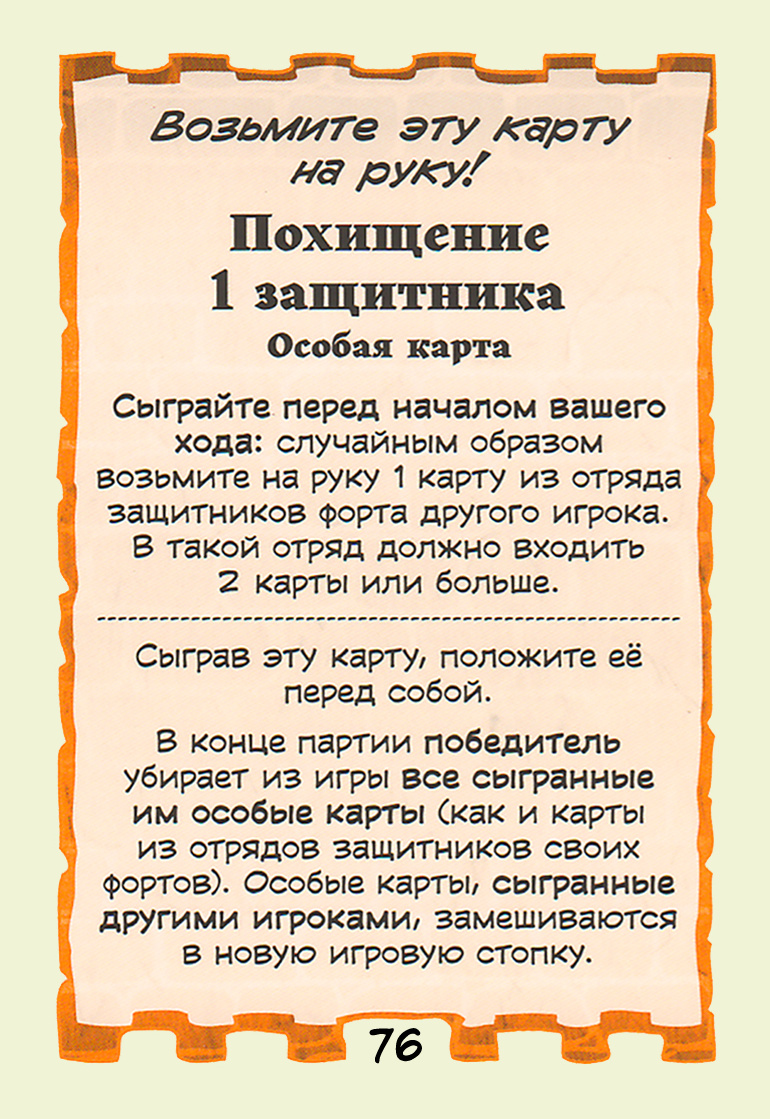 Возьмите эту карту
на руку!
Похищение
1 защитника
Особая карта
Сыграйте перед началом вашего
хода: случайным образом
возьмите на руку 1 карту из отряда
защитников форта другого игрока.
В такой отряд должно входить
2 карты или больше.
Сыграв эту карту, положите её
перед собой.
В конце партии победитель
убирает из игры все сыгранные
им особые карты (как и карты
из отрядов защитников своих
фортов). Особые карты, сыгранные
другими игроками, замешиваются
в новую игровую стопку.
76